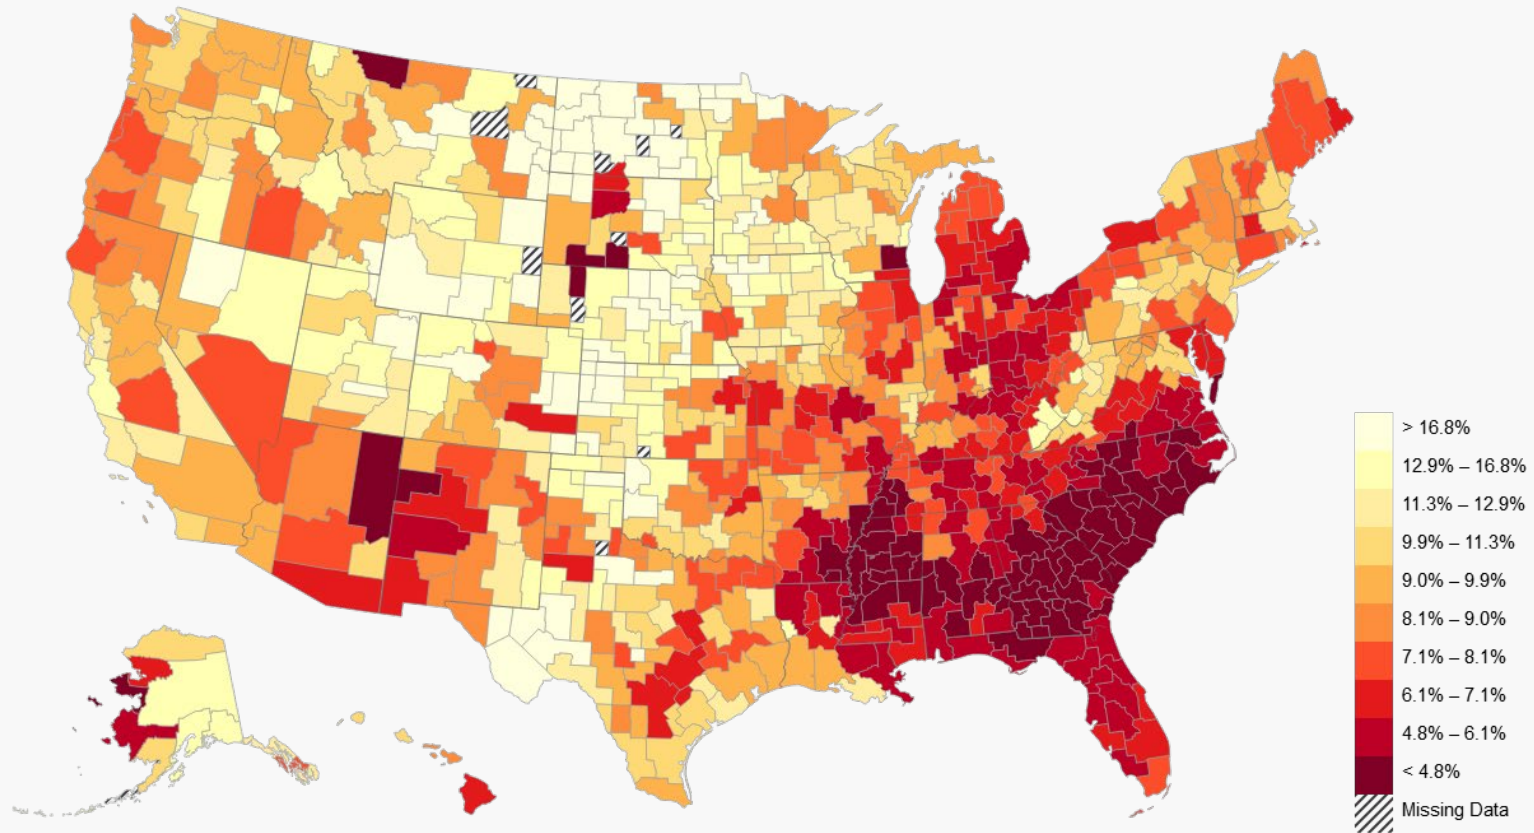 > 16.8%
12.9% – 16.8%
11.3% – 12.9%
9.9% – 11.3%
9.0% – 9.9%
8.1% – 9.0%
7.1% – 8.1%
6.1% – 7.1%
4.8% – 6.1%
< 4.8%
Missing Data